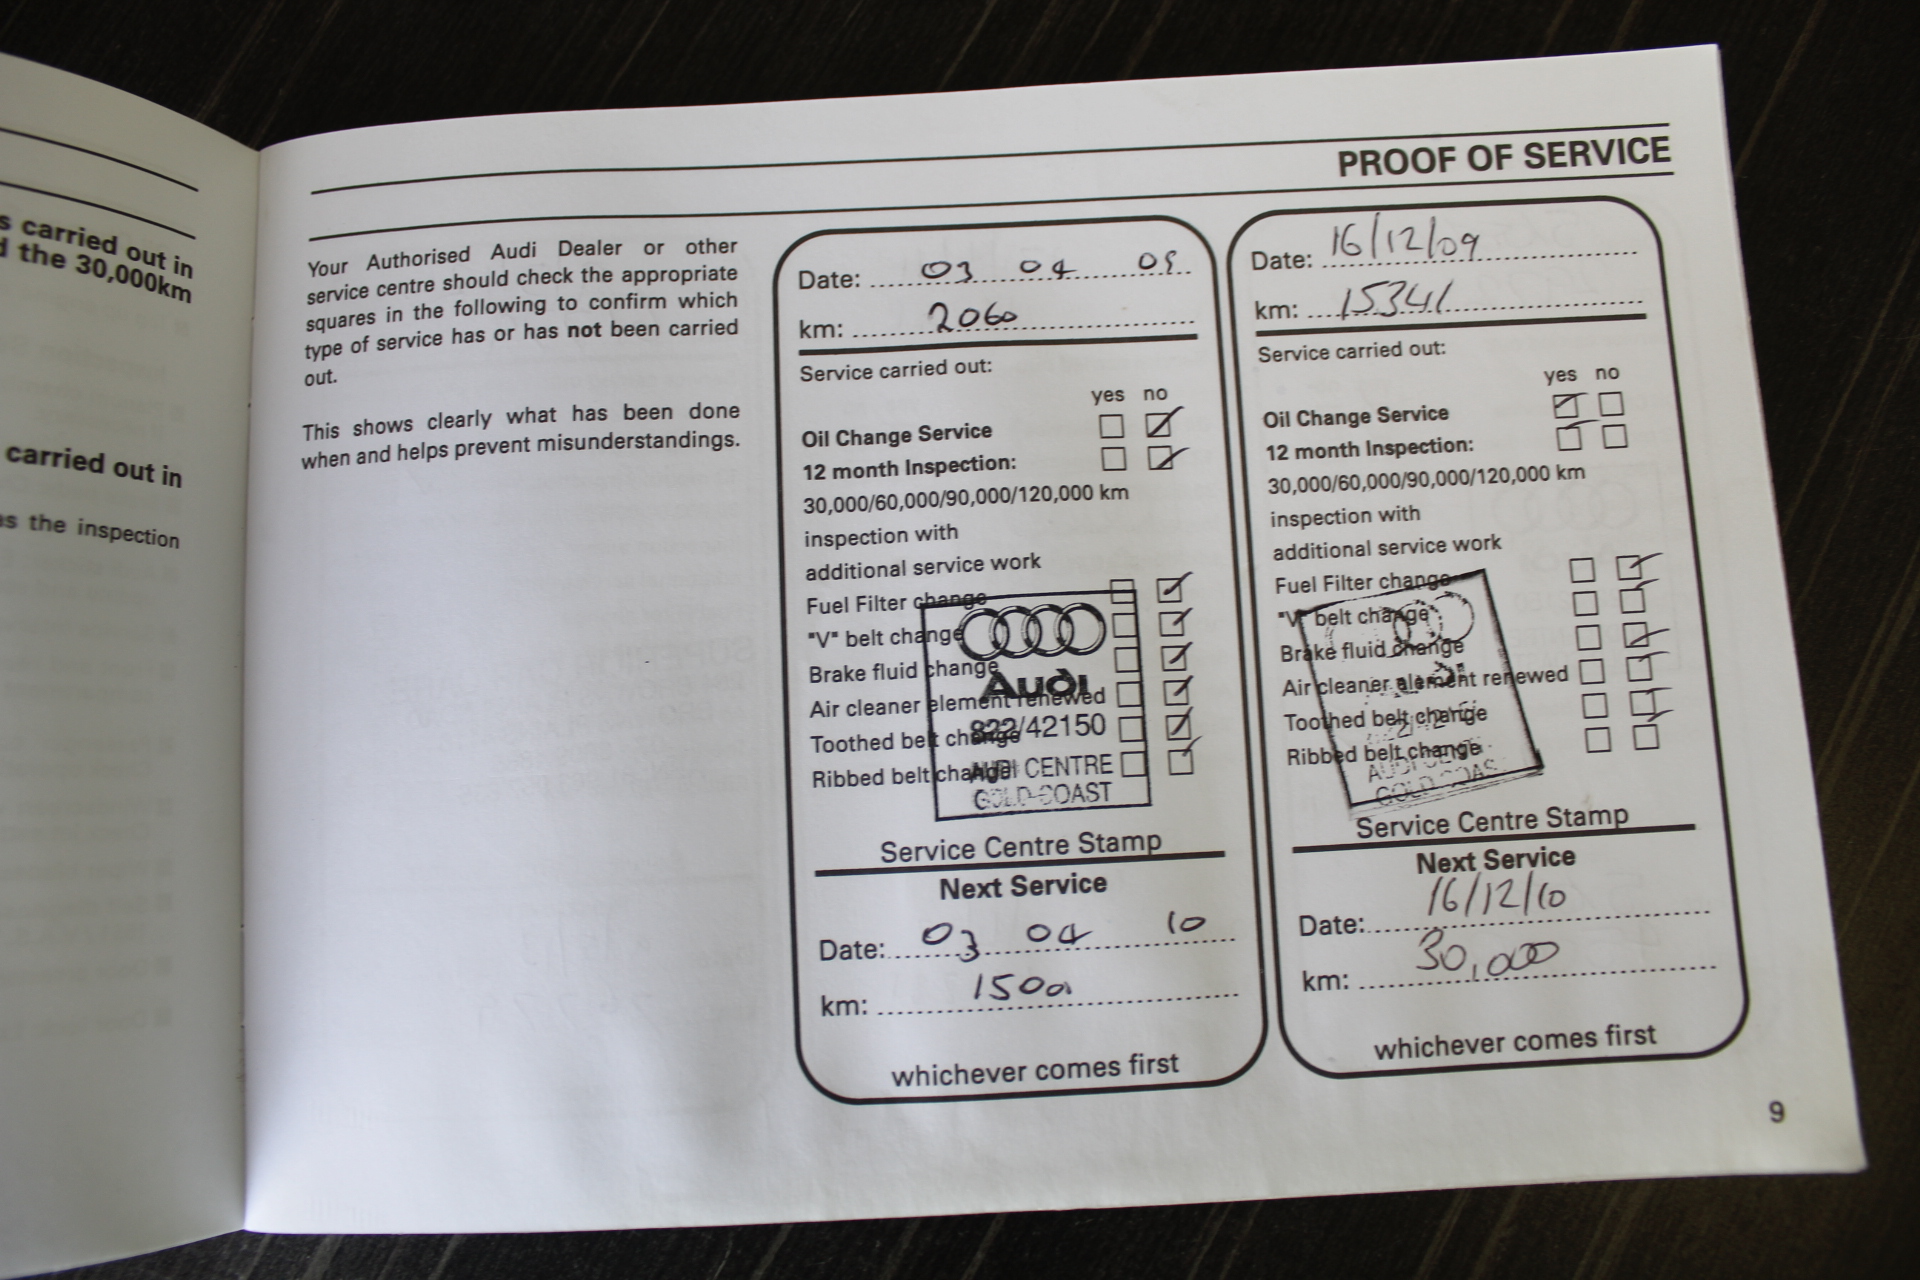 s carried out in
d the 30,000km
carried out in
es the inspection
PROOF OF SERVICE
Your Authorised Audi Dealer or other
service centre should check the appropriate
squares in the following to confirm which
type of service has or has not been carried
out.
This shows clearly what has been done
when and helps prevent misunderstandings.
Date: 03 04 09
km: 2060
Service carried out:
yes no
Oil Change Service
12 month Inspection:
30,000/60,000/90,000/120,000 km
inspection with
additional service work
Fuel Filter change
"V" belt change
Brake fluid change
Air cleaner element renewed
Toothed belt change
Ribbed belt change
Audi
822/42150
AUDI CENTRE
GOLD COAST
Service Centre Stamp
Next Service
Date: 03 04 10
km: 1500
whichever comes first
Date: 16/12/09
km: 15341
Service carried out:
yes no
Oil Change Service
12 month Inspection:
30,000/60,000/90,000/120,000 km
inspection with
additional service work
Fuel Filter change
"V" belt change
Brake fluid change
Air cleaner element renewed
Toothed belt change
Ribbed belt change
GOLD COAS
Service Centre Stamp
Next Service
Date: 16/12/10
km: 30,000
whichever comes first
9